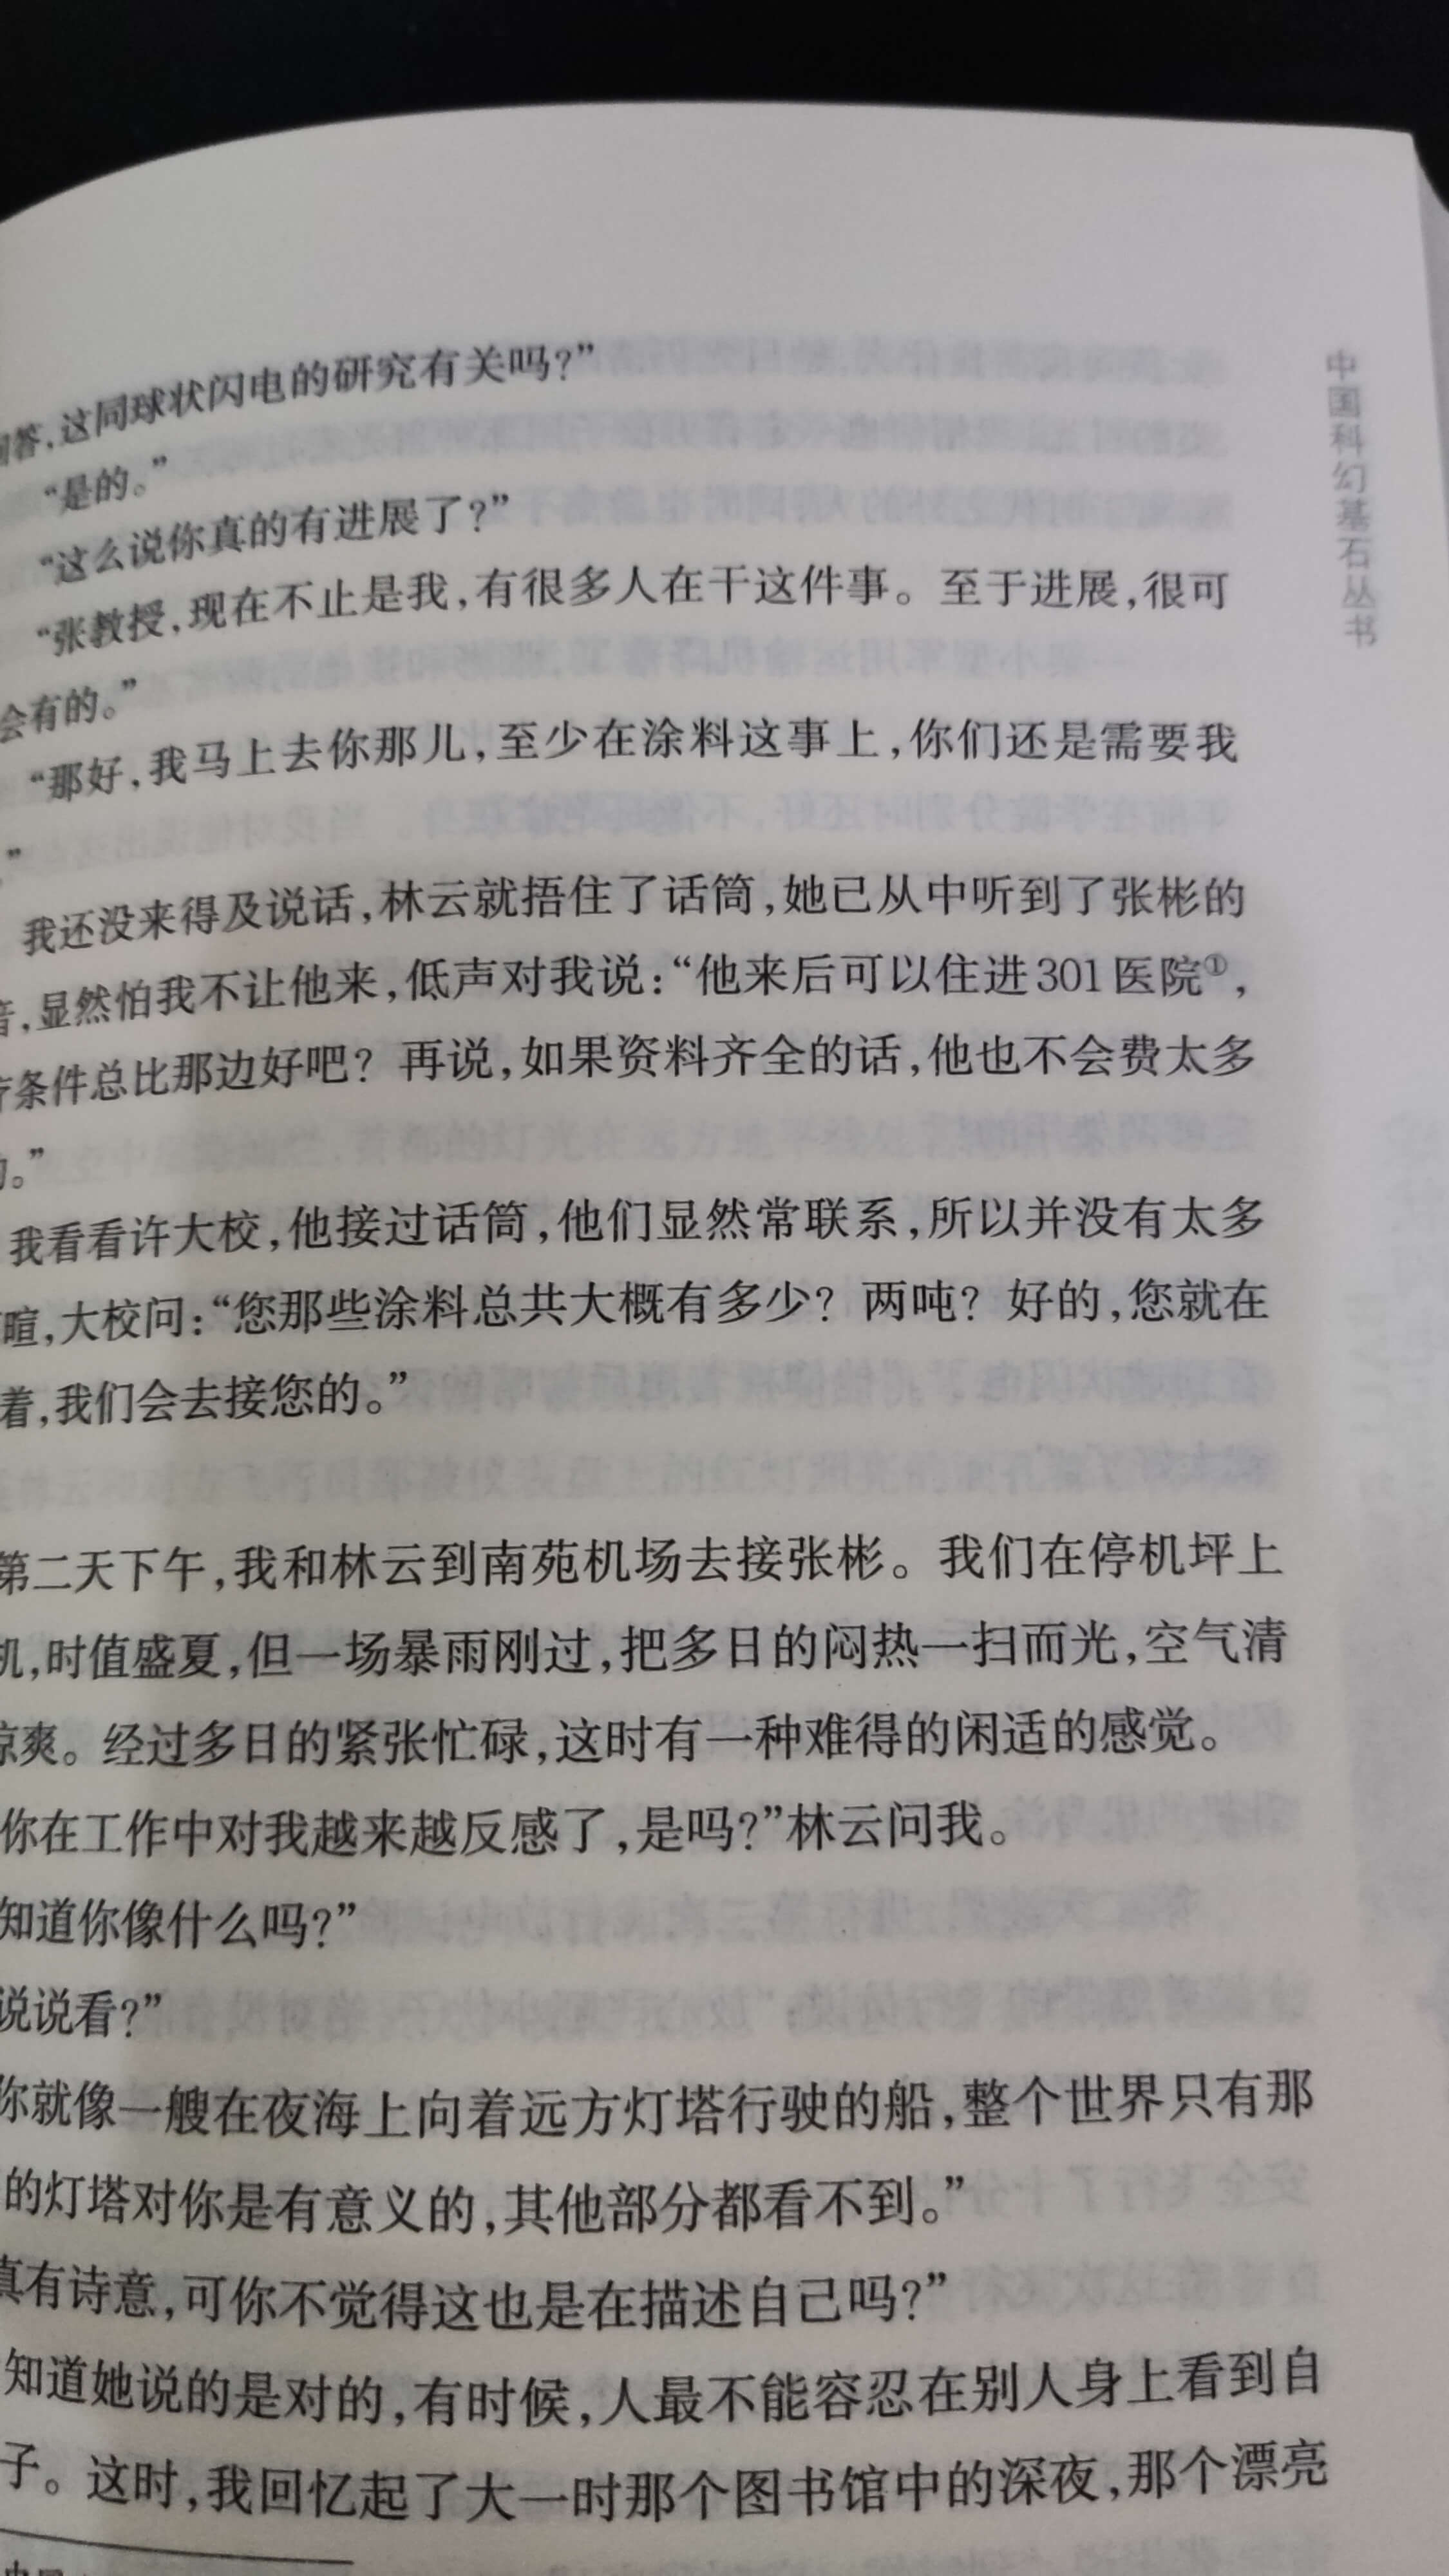 答,这同球状闪电的研究有关吗?”
“是的。”
“这么说你真的有进展了?”
“张教授,现在不止是我,有很多人在干这件事。至于进展,很可
会有的。”
“那好,我马上去你那儿,至少在涂料这事上,你们还是需要我
”
我还没来得及说话,林云就捂住了话筒,她已从中听到了张彬的
音,显然怕我不让他来,低声对我说:“他来后可以住进301医院①,
疗条件总比那边好吧?再说,如果资料齐全的话,他也不会费太多
的。”
我看看许大校,他接过话筒,他们显然常联系,所以并没有太多
暄,大校问:“您那些涂料总共大概有多少?两吨?好的,您就在
着,我们会去接您的。”
第二天下午,我和林云到南苑机场去接张彬。我们在停机坪上
机,时值盛夏,但一场暴雨刚过,把多日的闷热一扫而光,空气清
凉爽。经过多日的紧张忙碌,这时有一种难得的闲适的感觉。
你在工作中对我越来越反感了,是吗?”林云问我。
知道你像什么吗?”
说说看?”
你就像一艘在夜海上向着远方灯塔行驶的船,整个世界只有那
的灯塔对你是有意义的,其他部分都看不到。”
真有诗意,可你不觉得这也是在描述自己吗?”
知道她说的是对的,有时候,人最不能容忍在别人身上看到自
子。这时,我回忆起了大一时那个图书馆中的深夜,那个漂亮
中国科幻基石丛书